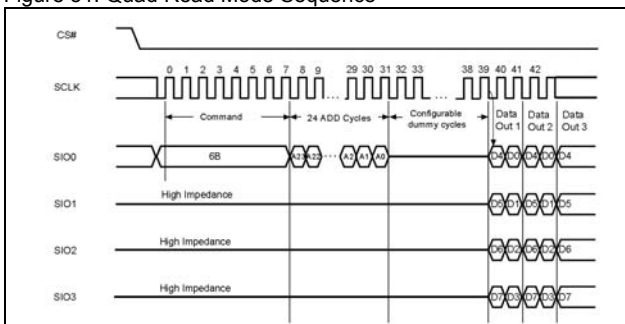 Figure 31. Quad Read Mode Sequence
CS#
SCLK
0 1 2 3 4 5 6 7 8 9 29 30 31 32 33 38 39 40 41 42
Command 24 ADD Cycles Configurable dummy cycles Data Out 1 Data Out 2 Data Out 3
SIO0 6B A23 A22 A2 A1 A0 D4 D0 D4 D0 D4
SIO1 High Impedance D5 D1 D5 D1 D5
SIO2 High Impedance D6 D2 D6 D2 D6
SIO3 High Impedance D7 D3 D7 D3 D7